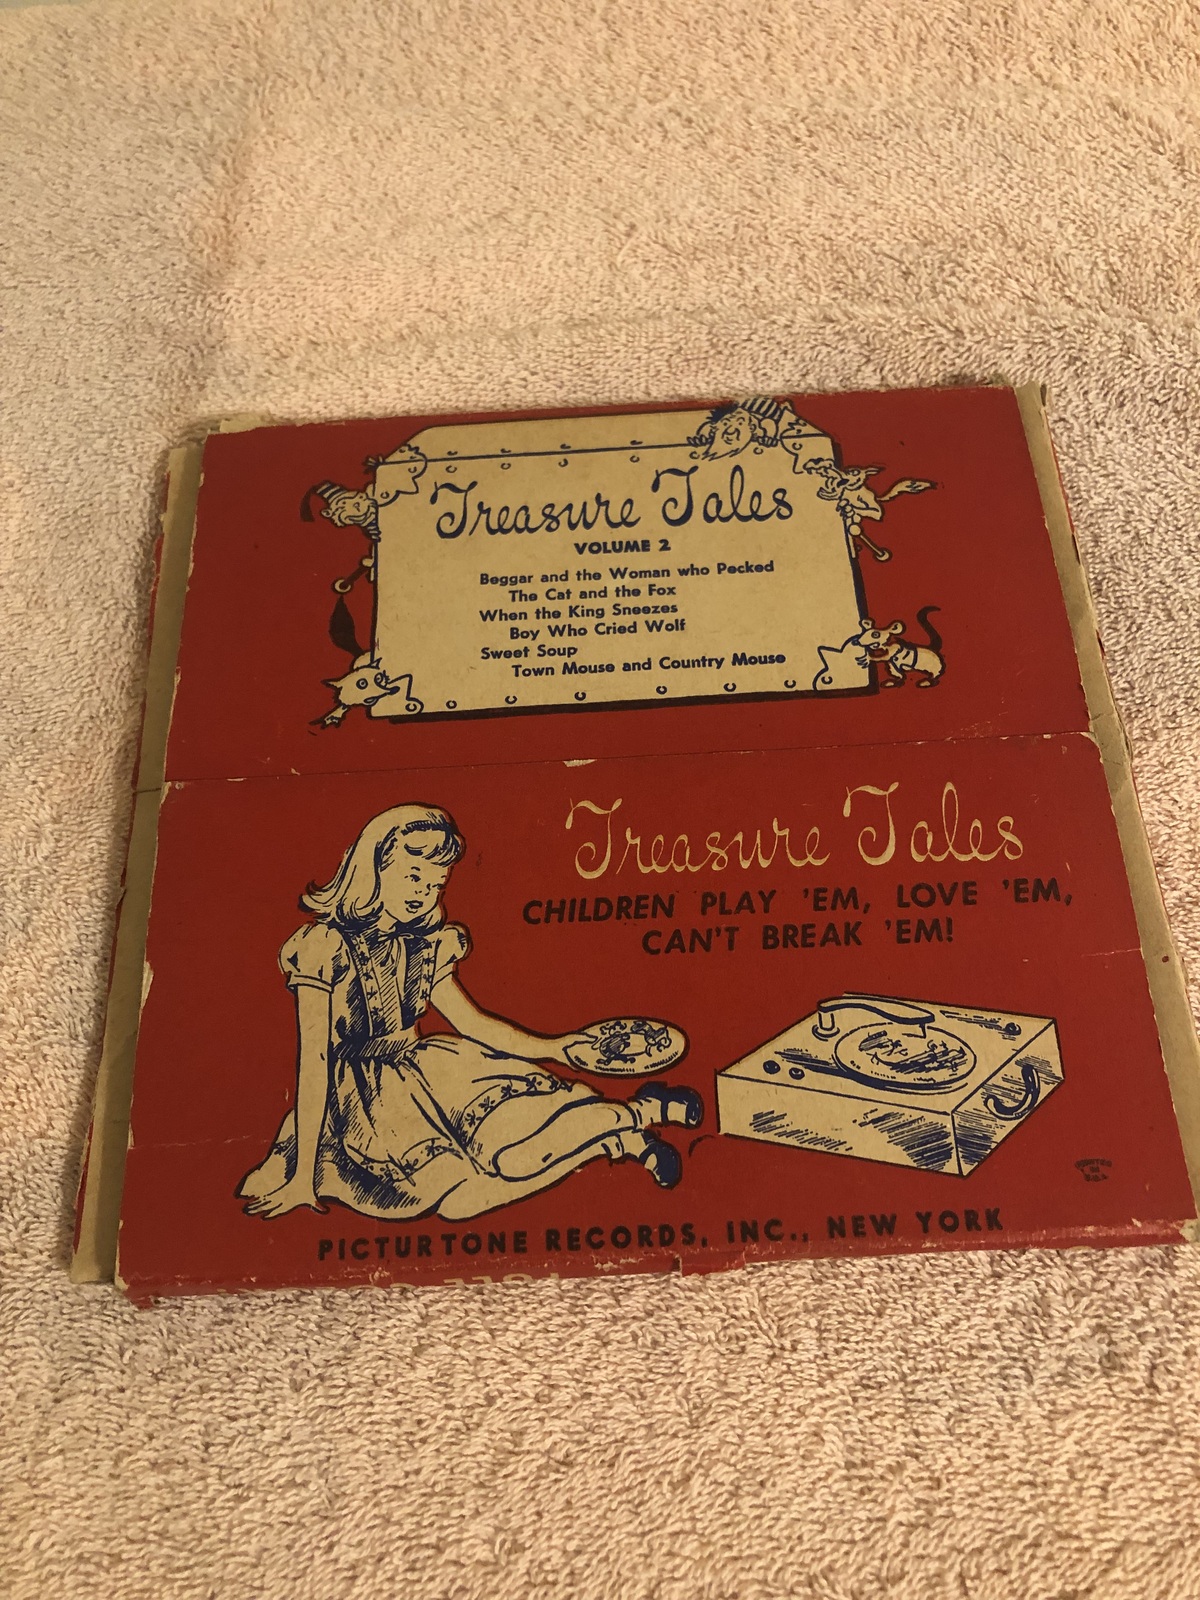 Treasure Tales
VOLUME 2
Beggar and the Woman who Pecked
The Cat and the Fox
When the King Sneezes
Boy Who Cried Wolf
Sweet Soup
Town Mouse and Country Mouse
Treasure Tales
CHILDREN PLAY 'EM, LOVE 'EM,
CAN'T BREAK 'EM!
PRINTED
IN
U.S.A.
PICTURTONE RECORDS, INC., NEW YORK